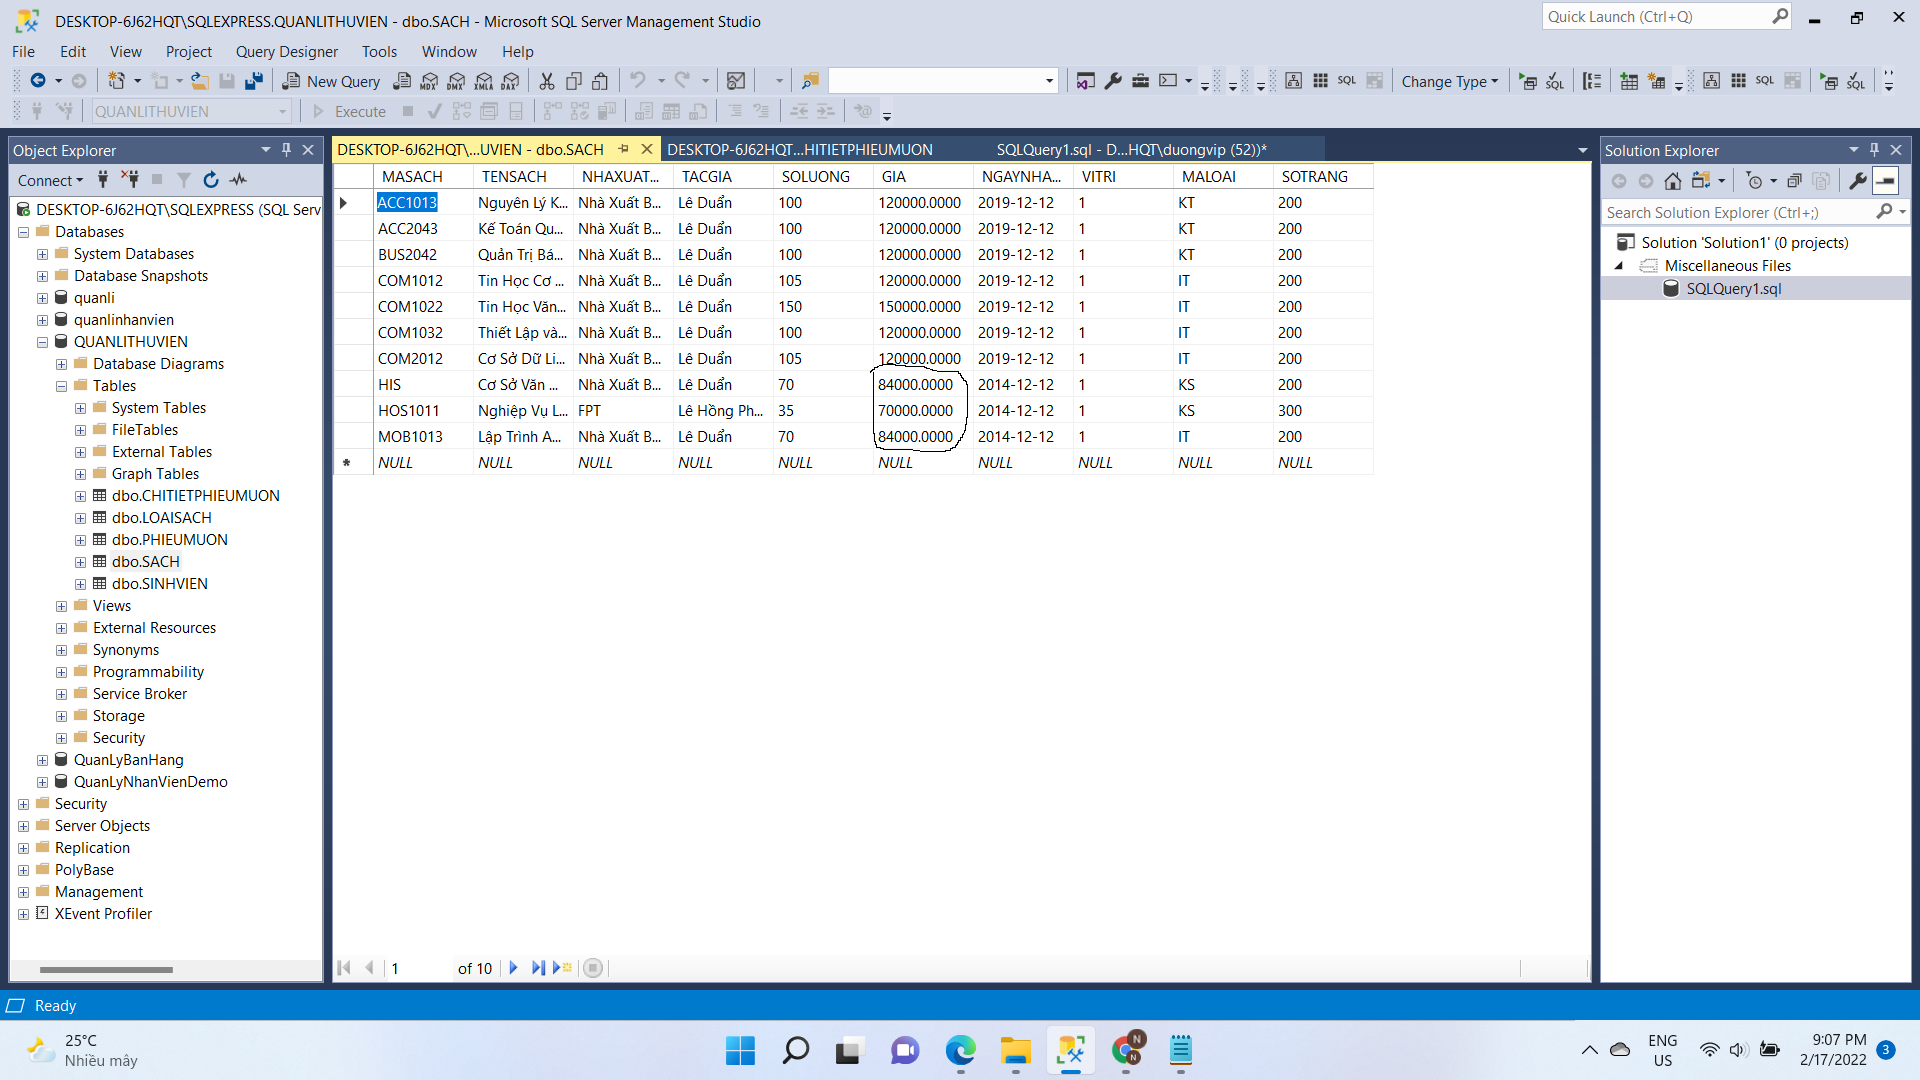 DESKTOP-6J62HQT\SQLEXPRESS.QUANLITHUVIEN - dbo.SACH - Microsoft SQL Server Management Studio
Quick Launch (Ctrl+Q)
File Edit View Project Query Designer Tools Window Help
New Query MDX DMX XMLA DAX SQL Change Type SQL
QUANLITHUVIEN Execute
Object Explorer
Connect
DESKTOP-6J62HQT\SQLEXPRESS (SQL Serv
Databases
System Databases
Database Snapshots
quanli
quanlinhanvien
QUANLITHUVIEN
Database Diagrams
Tables
System Tables
FileTables
External Tables
Graph Tables
dbo.CHITIETPHIEUMUON
dbo.LOAISACH
dbo.PHIEUMUON
dbo.SACH
dbo.SINHVIEN
Views
External Resources
Synonyms
Programmability
Service Broker
Storage
Security
QuanLyBanHang
QuanLyNhanVienDemo
Security
Server Objects
Replication
PolyBase
Management
XEvent Profiler
DESKTOP-6J62HQT\...UVIEN - dbo.SACH DESKTOP-6J62HQT...HITIETPHIEUMUON SQLQuery1.sql - D...HQT\duongvip (52))*
MASACH TENSACH NHAXUAT... TACGIA SOLUONG GIA NGAYNHA... VITRI MALOAI SOTRANG
ACC1013 Nguyên Lý K... Nhà Xuất B... Lê Duẩn 100 120000.0000 2019-12-12 1 KT 200
ACC2043 Kế Toán Qu... Nhà Xuất B... Lê Duẩn 100 120000.0000 2019-12-12 1 KT 200
BUS2042 Quản Trị Bá... Nhà Xuất B... Lê Duẩn 100 120000.0000 2019-12-12 1 KT 200
COM1012 Tin Học Cơ ... Nhà Xuất B... Lê Duẩn 105 120000.0000 2019-12-12 1 IT 200
COM1022 Tin Học Văn... Nhà Xuất B... Lê Duẩn 150 150000.0000 2019-12-12 1 IT 200
COM1032 Thiết Lập và... Nhà Xuất B... Lê Duẩn 100 120000.0000 2019-12-12 1 IT 200
COM2012 Cơ Sở Dữ Li... Nhà Xuất B... Lê Duẩn 105 120000.0000 2019-12-12 1 IT 200
HIS Cơ Sở Văn ... Nhà Xuất B... Lê Duẩn 70 84000.0000 2014-12-12 1 KS 200
HOS1011 Nghiệp Vụ L... FPT Lê Hồng Ph... 35 70000.0000 2014-12-12 1 KS 300
MOB1013 Lập Trình A... Nhà Xuất B... Lê Duẩn 70 84000.0000 2014-12-12 1 IT 200
NULL NULL NULL NULL NULL NULL NULL NULL NULL NULL
1 of 10
Solution Explorer
Search Solution Explorer (Ctrl+;)
Solution 'Solution1' (0 projects)
Miscellaneous Files
SQLQuery1.sql
Ready
25°C
Nhiều mây
N
N
ENG
US
9:07 PM
2/17/2022
3